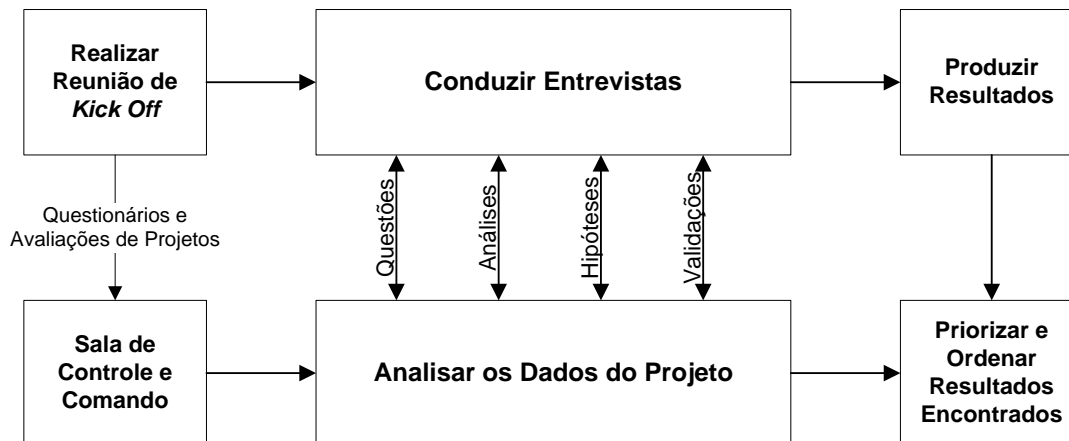 Realizar
Reunião de
Kick Off
Conduzir Entrevistas
Produzir
Resultados
Questionários e
Avaliações de Projetos
Questões
Análises
Hipóteses
Validações
Sala de
Controle e
Comando
Analisar os Dados do Projeto
Priorizar e
Ordenar
Resultados
Encontrados